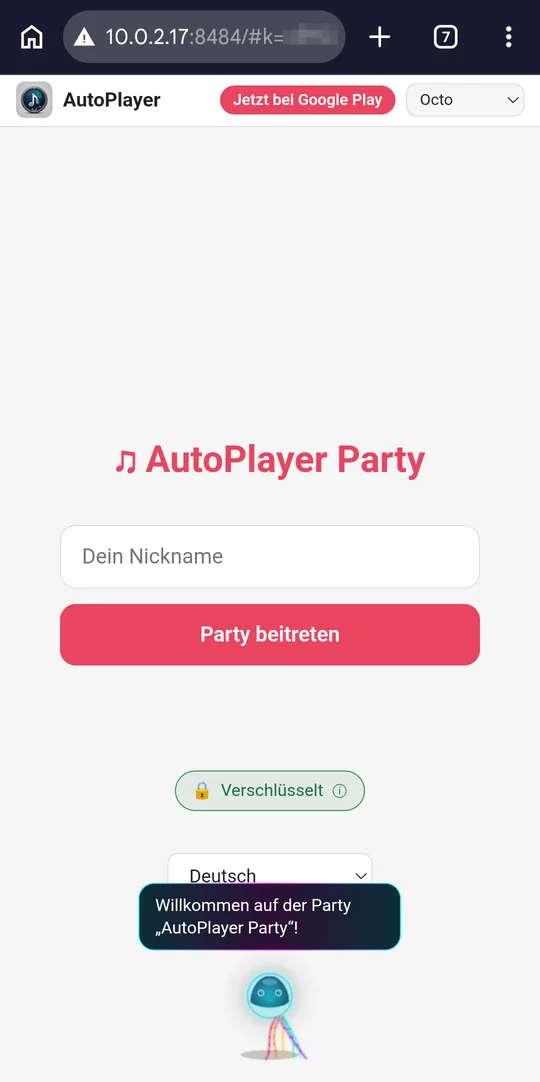 10.0.2.17:8484/#k=
7
AutoPlayer
Jetzt bei Google Play
Octo
♫ AutoPlayer Party
Dein Nickname
Party beitreten
🔒 Verschlüsselt ⓘ
Deutsch
Willkommen auf der Party
„AutoPlayer Party“!